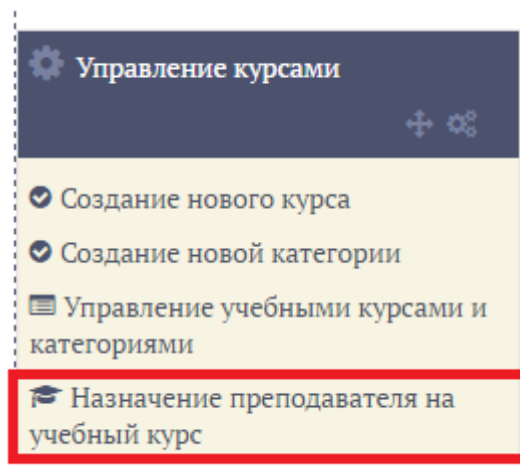 Управление курсами
Создание нового курса
Создание новой категории
Управление учебными курсами и
категориями
Назначение преподавателя на
учебный курс